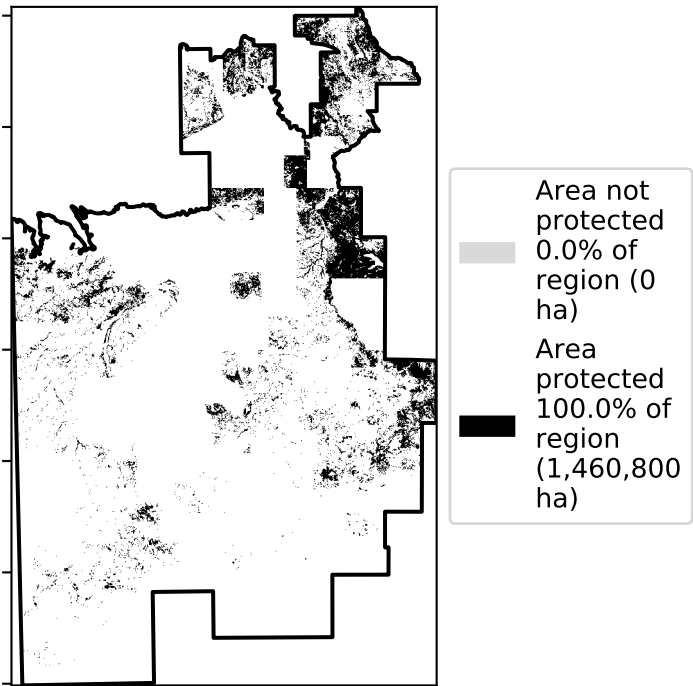 Area not
protected
0.0% of
region (0
ha)
Area
protected
100.0% of
region
(1,460,800
ha)